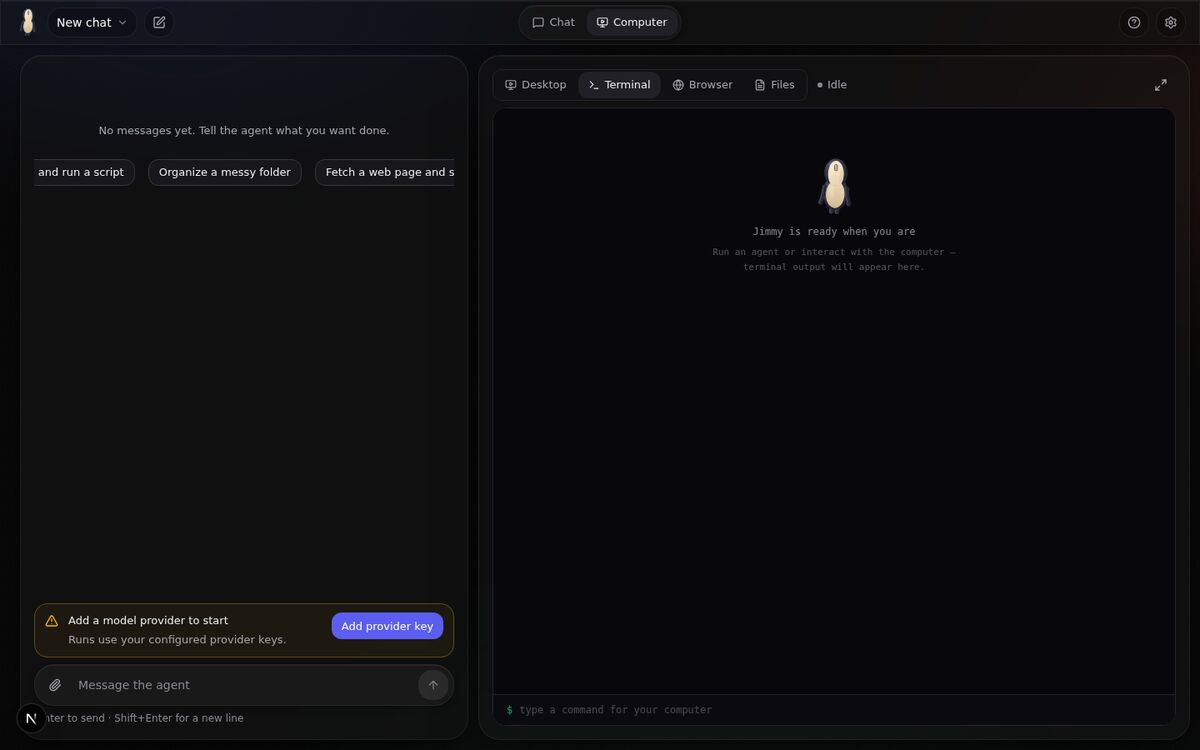 New chat
Chat
Computer
No messages yet. Tell the agent what you want done.
and run a script
Organize a messy folder
Fetch a web page and s
Add a model provider to start
Runs use your configured provider keys.
Add provider key
Message the agent
nter to send · Shift+Enter for a new line
N
Desktop
Terminal
Browser
Files
Idle
Jimmy is ready when you are
Run an agent or interact with the computer —
terminal output will appear here.
$ type a command for your computer